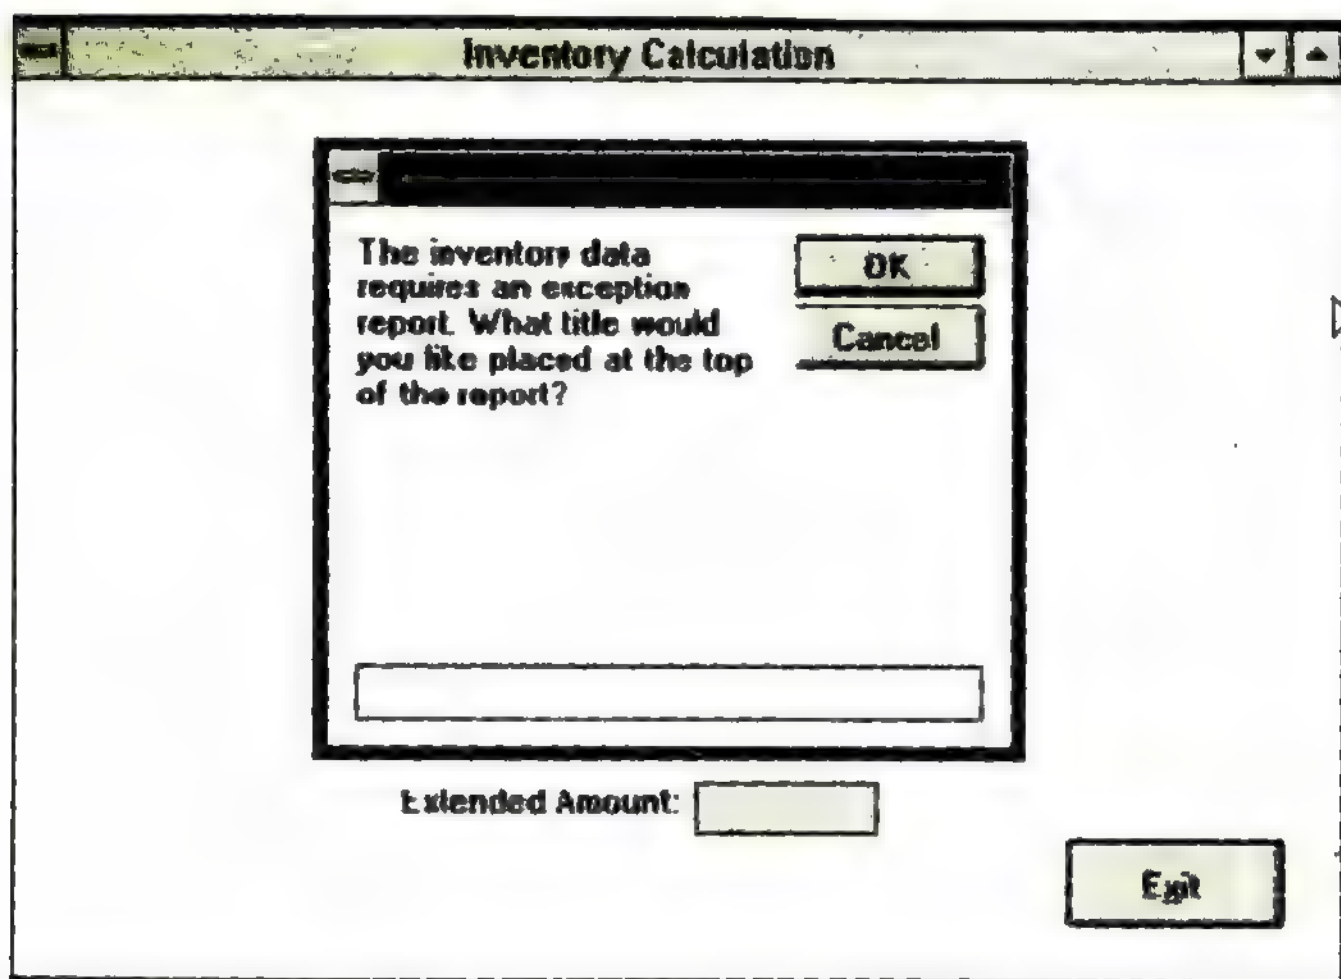 Inventory Calculation
The inventory data
requires an exception
report. What title would
you like placed at the top
of the report?
OK
Cancel
Extended Amount:
Exit